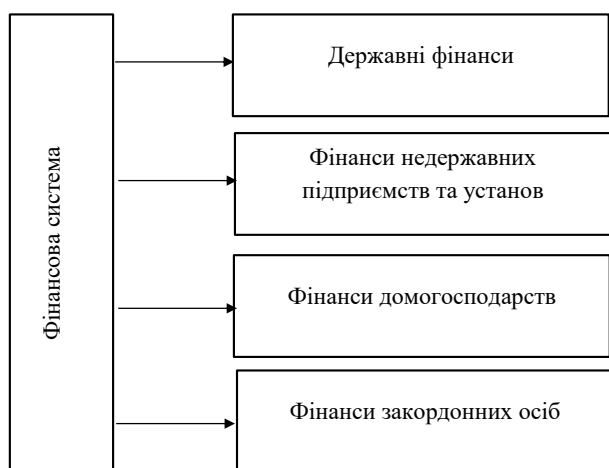 Фінансова система
Державні фінанси
Фінанси недержавних
підприємств та установ
Фінанси домогосподарств
Фінанси закордонних осіб